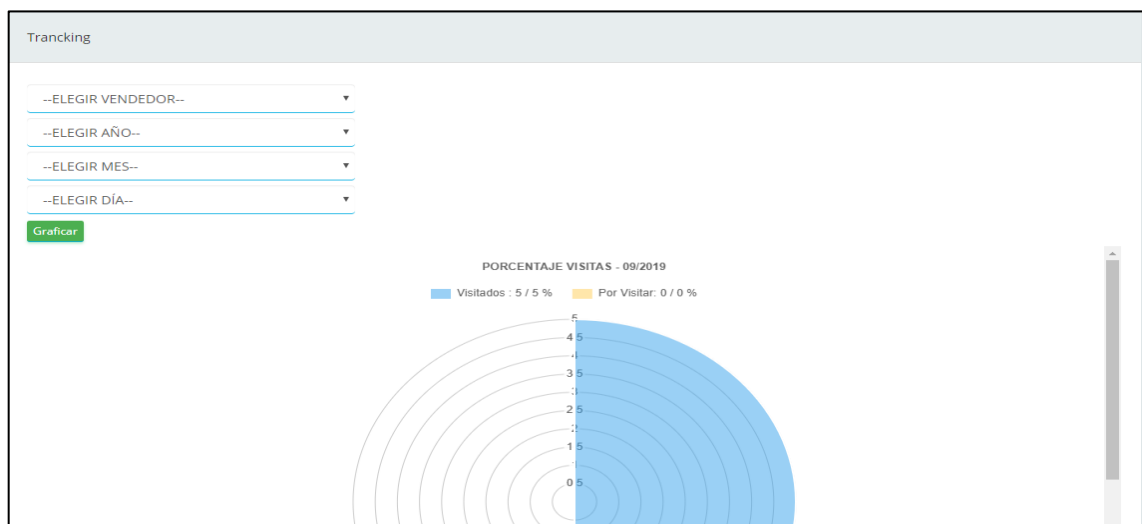 Trancking
--ELEGIR VENDEDOR--
--ELEGIR AÑO--
--ELEGIR MES--
--ELEGIR DÍA--
Graficar
PORCENTAJE VISITAS - 09/2019
Visitados : 5 / 5 % Por Visitar: 0 / 0 %
5
4.5
4
3.5
3
2.5
2
1.5
1
0.5